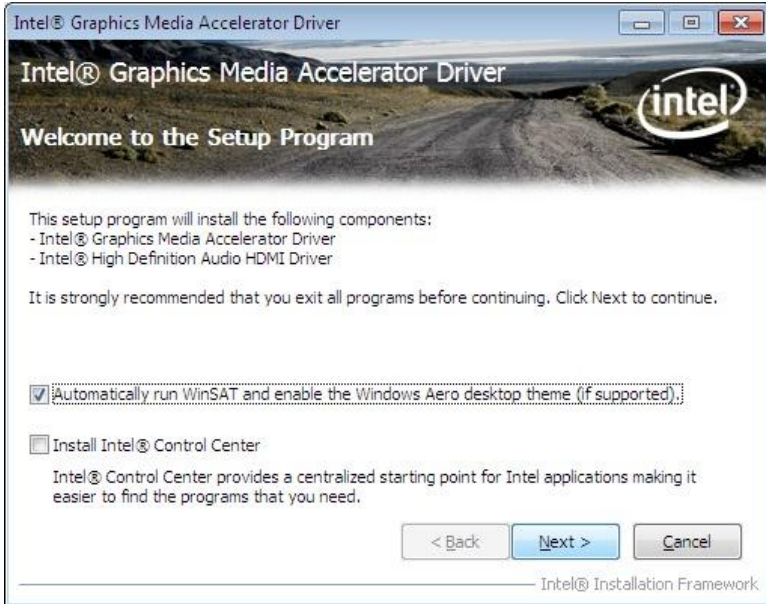 Intel® Graphics Media Accelerator Driver
Intel® Graphics Media Accelerator Driver
intel
Welcome to the Setup Program
This setup program will install the following components:
- Intel® Graphics Media Accelerator Driver
- Intel® High Definition Audio HDMI Driver
It is strongly recommended that you exit all programs before continuing. Click Next to continue.
Automatically run WinSAT and enable the Windows Aero desktop theme (if supported).
Install Intel® Control Center
Intel® Control Center provides a centralized starting point for Intel applications making it
easier to find the programs that you need.
< Back Next > Cancel
Intel® Installation Framework